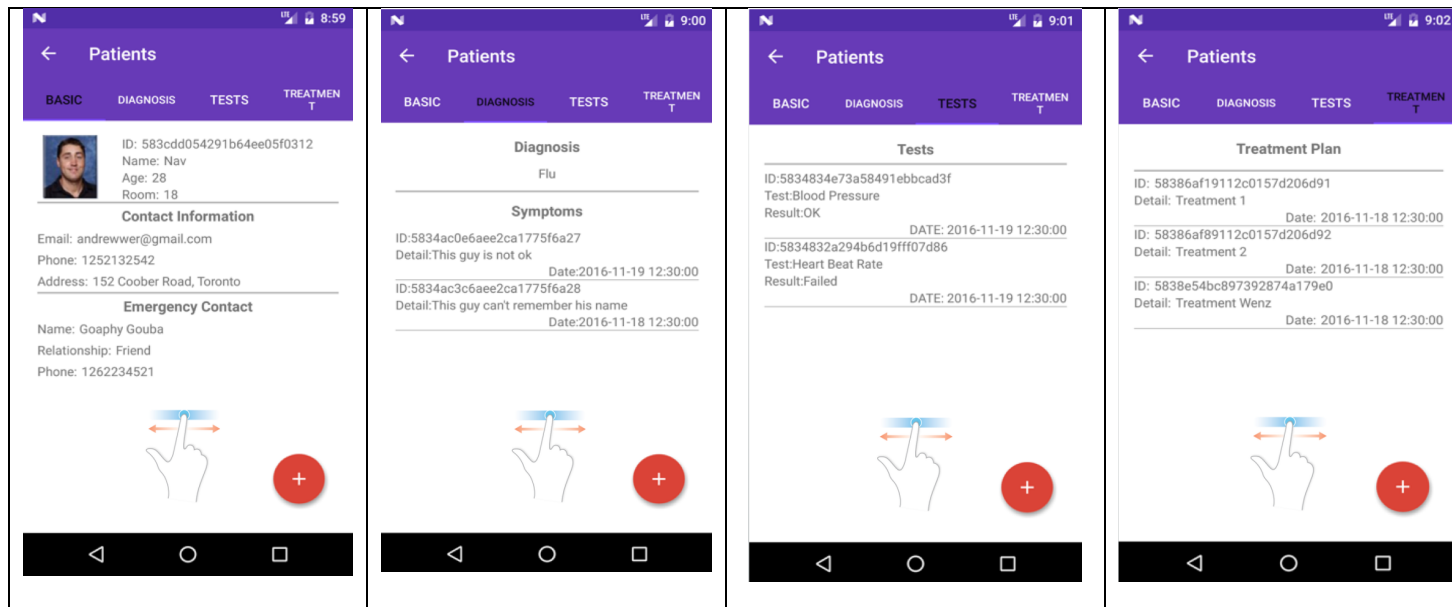 8:59
Patients
BASIC DIAGNOSIS TESTS TREATMEN
T
ID: 583cdd054291b64ee05f0312
Name: Nav
Age: 28
Room: 18
Contact Information
Email: andrewwer@gmail.com
Phone: 1252132542
Address: 152 Coober Road, Toronto
Emergency Contact
Name: Goaphy Gouba
Relationship: Friend
Phone: 1262234521
+
LTE 9:00
Patients
BASIC DIAGNOSIS TESTS TREATMEN
T
Diagnosis
Flu
Symptoms
ID:5834ac0e6aee2ca1775f6a27
Detail:This guy is not ok
Date:2016-11-19 12:30:00
ID:5834ac3c6aee2ca1775f6a28
Detail:This guy can't remember his name
Date:2016-11-18 12:30:00
+
LTE 9:01
Patients
BASIC DIAGNOSIS TESTS TREATMEN
T
Tests
ID:5834834e73a58491ebbcad3f
Test:Blood Pressure
Result:OK
DATE: 2016-11-19 12:30:00
ID:5834832a294b6d19fff07d86
Test:Heart Beat Rate
Result:Failed
DATE: 2016-11-19 12:30:00
+
LTE 9:02
Patients
BASIC DIAGNOSIS TESTS TREATMEN
T
Treatment Plan
ID: 58386af19112c0157d206d91
Detail: Treatment 1
Date: 2016-11-18 12:30:00
ID: 58386af89112c0157d206d92
Detail: Treatment 2
Date: 2016-11-18 12:30:00
ID: 5838e54bc897392874a179e0
Detail: Treatment Wenz
Date: 2016-11-18 12:30:00
+